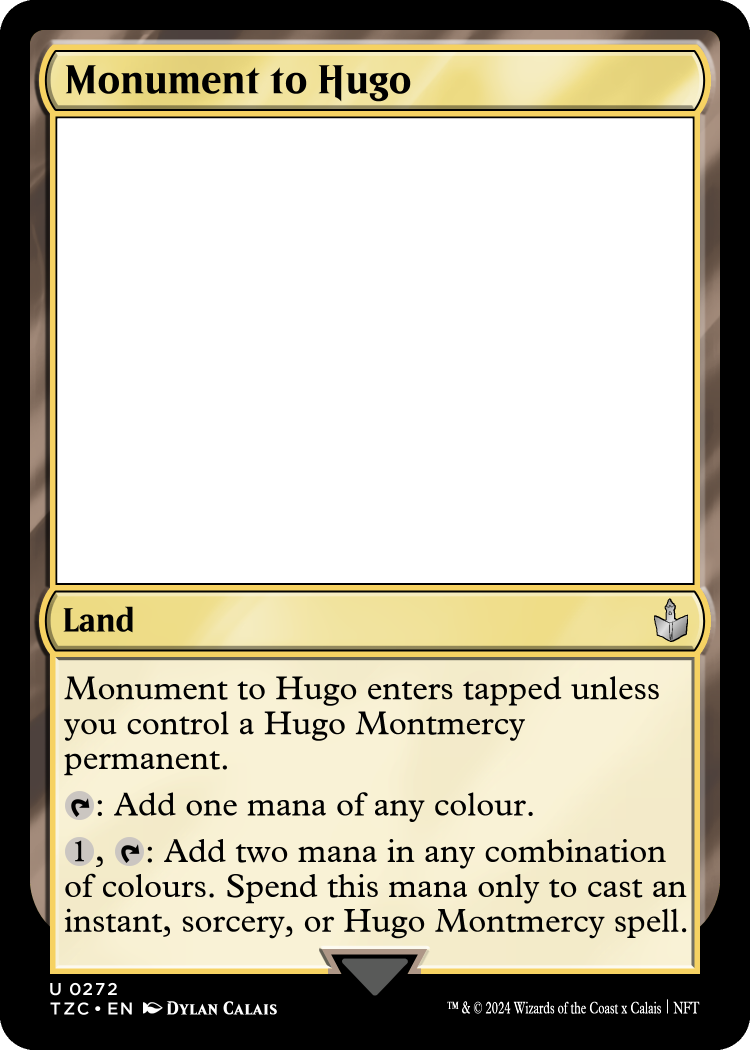 Monument to Hugo
Land
Monument to Hugo enters tapped unless
you control a Hugo Montmercy
permanent.
: Add one mana of any colour.
1, : Add two mana in any combination
of colours. Spend this mana only to cast an
instant, sorcery, or Hugo Montmercy spell.
U 0272
TZC • EN Dylan Calais
™ & © 2024 Wizards of the Coast x Calais | NFT